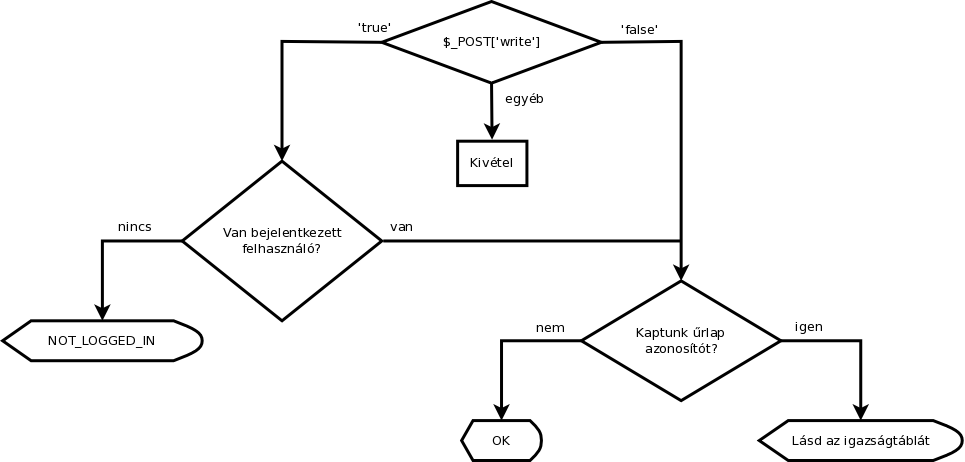 'true'
$_POST['write']
'false'
egyéb
Kivétel
nincs
Van bejelentkezett
felhasználó?
van
NOT_LOGGED_IN
nem
Kaptunk űrlap
azonosítót?
igen
OK
Lásd az igazságtáblát